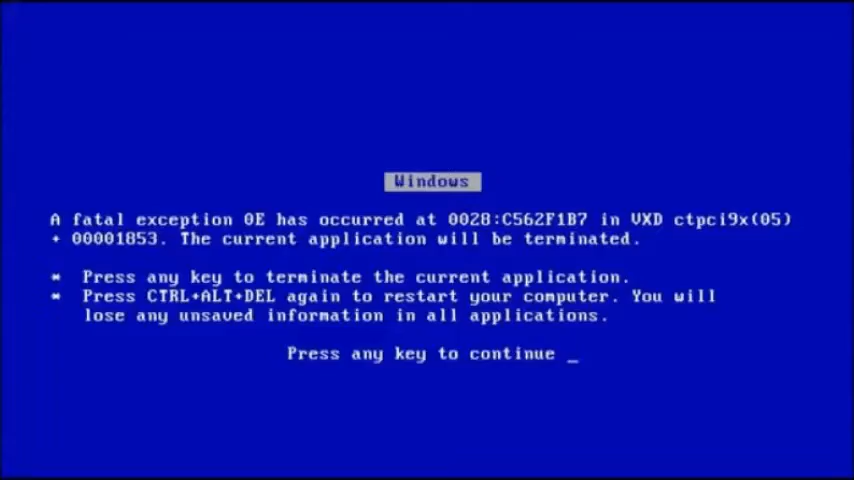 Windows
A fatal exception 0E has occurred at 0028:C562F1B7 in VXD ctpci9x(05)
+ 00001853. The current application will be terminated.
* Press any key to terminate the current application.
* Press CTRL+ALT+DEL again to restart your computer. You will
lose any unsaved information in all applications.
Press any key to continue _